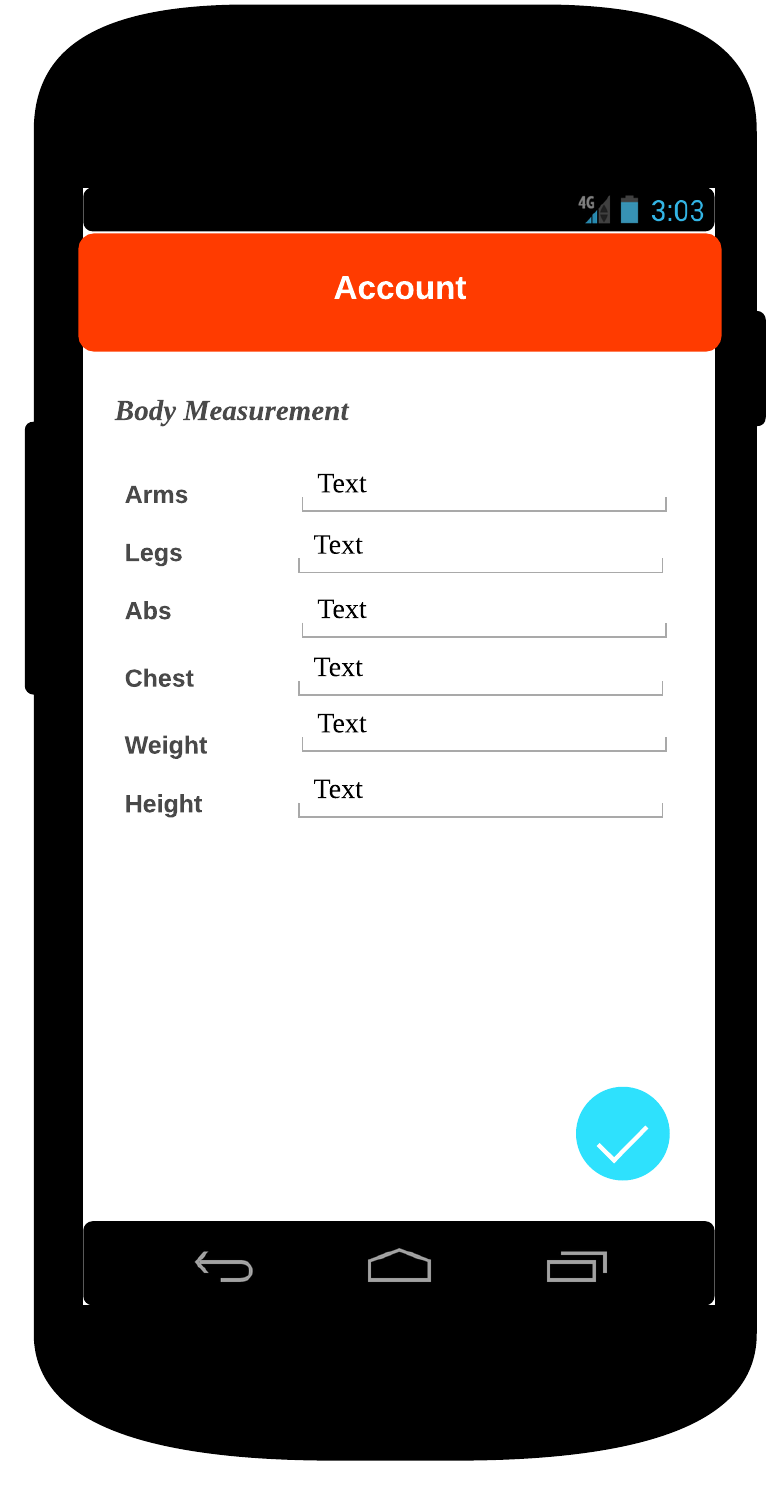 4G 3:03
Account
Body Measurement
Arms Text
Legs Text
Abs Text
Chest Text
Weight Text
Height Text